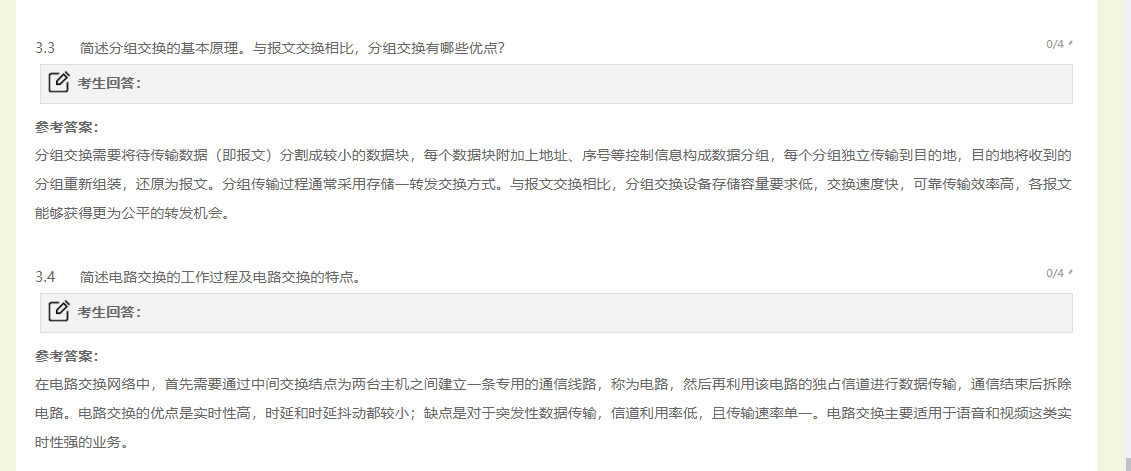 3.3 简述分组交换的基本原理。与报文交换相比，分组交换有哪些优点?
0/4
考生回答：
参考答案：
分组交换需要将待传输数据（即报文）分割成较小的数据块，每个数据块附加上地址、序号等控制信息构成数据分组，每个分组独立传输到目的地，目的地将收到的
分组重新组装，还原为报文。分组传输过程通常采用存储一转发交换方式。与报文交换相比，分组交换设备存储容量要求低，交换速度快，可靠传输效率高，各报文
能够获得更为公平的转发机会。
3.4 简述电路交换的工作过程及电路交换的特点。
0/4
考生回答：
参考答案：
在电路交换网络中，首先需要通过中间交换结点为两台主机之间建立一条专用的通信线路，称为电路，然后再利用该电路的独占信道进行数据传输，通信结束后拆除
电路。电路交换的优点是实时性高，时延和时延抖动都较小；缺点是对于突发性数据传输，信道利用率低，且传输速率单一。电路交换主要适用于语音和视频这类实
时性强的业务。